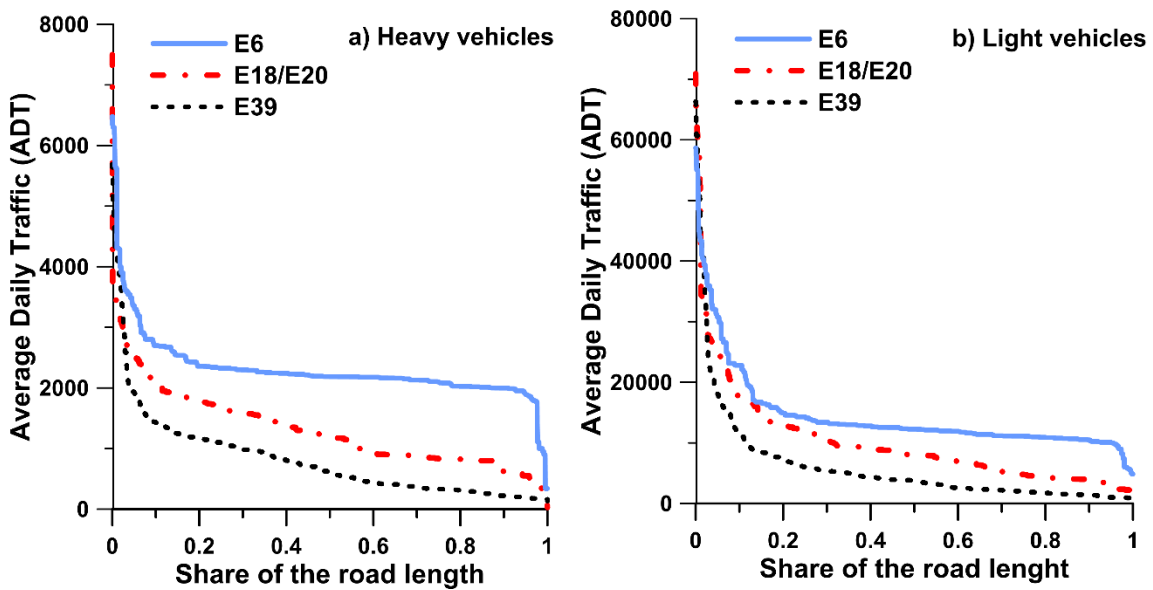 a) Heavy vehicles
E6
E18/E20
E39
Average Daily Traffic (ADT)
8000
6000
4000
2000
0
0 0.2 0.4 0.6 0.8 1
Share of the road length
b) Light vehicles
E6
E18/E20
E39
Average Daily Traffic (ADT)
80000
60000
40000
20000
0
0 0.2 0.4 0.6 0.8 1
Share of the road lenght